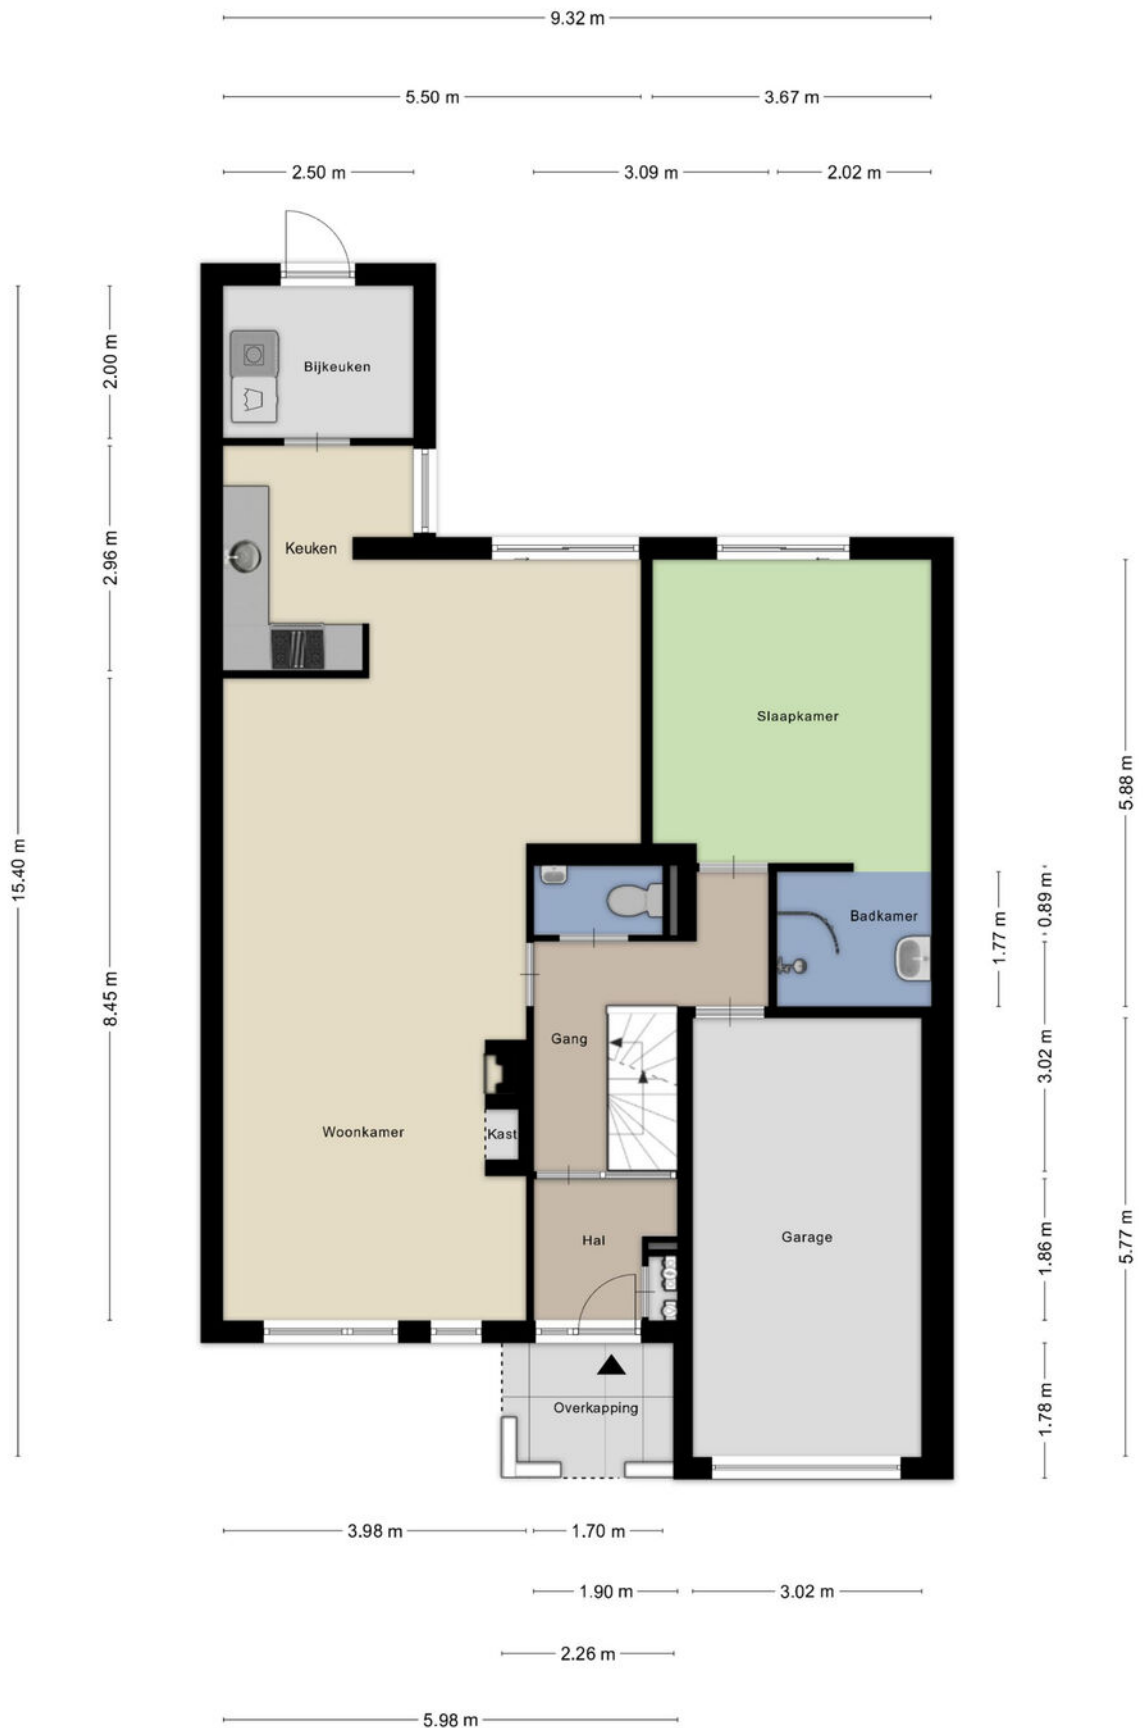 9.32 m
5.50 m
3.67 m
2.50 m
3.09 m
2.02 m
Bijkeuken
2.00 m
Keuken
2.96 m
Slaapkamer
5.88 m
15.40 m
Badkamer
0.89 m
1.77 m
8.45 m
Gang
3.02 m
Woonkamer
Kast
Hal
Garage
1.86 m
5.77 m
Overkapping
1.78 m
3.98 m
1.70 m
1.90 m
3.02 m
2.26 m
5.98 m